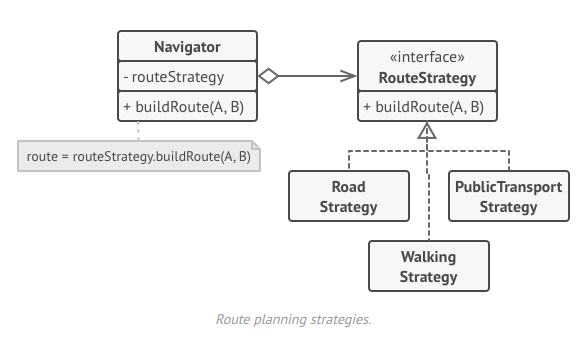 Navigator
- routeStrategy
+ buildRoute(A, B)
route = routeStrategy.buildRoute(A, B)
«interface»
RouteStrategy
+ buildRoute(A, B)
Road
Strategy
PublicTransport
Strategy
Walking
Strategy
Route planning strategies.